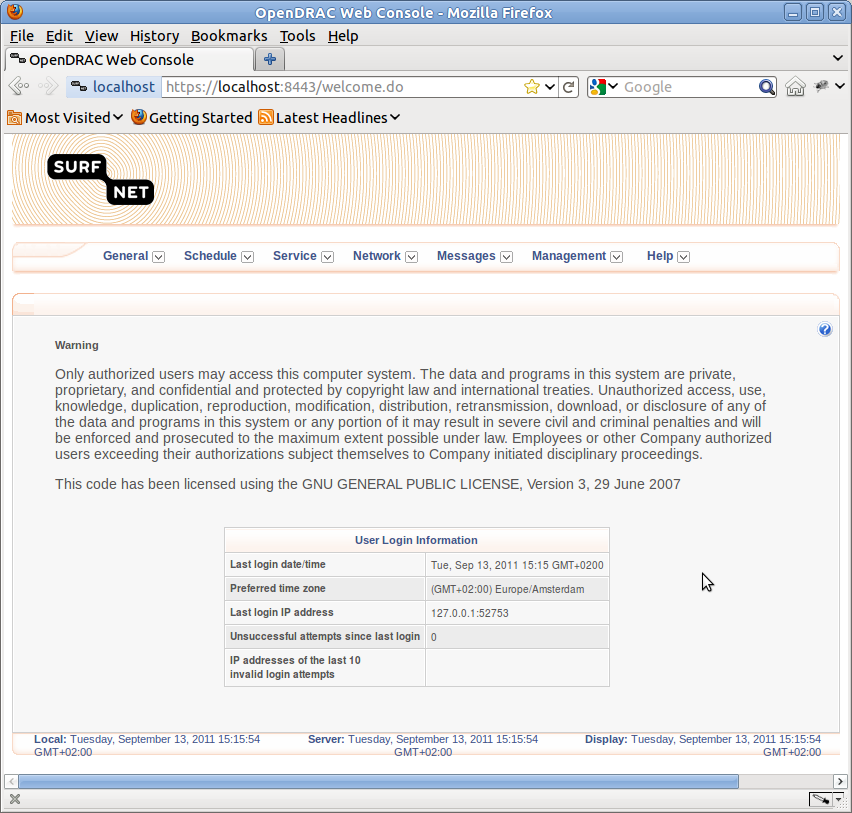 OpenDRAC Web Console - Mozilla Firefox
File Edit View History Bookmarks Tools Help
OpenDRAC Web Console
localhost https://localhost:8443/welcome.do Google
Most Visited Getting Started Latest Headlines
SURF
NET
General Schedule Service Network Messages Management Help
?
Warning
Only authorized users may access this computer system. The data and programs in this system are private,
proprietary, and confidential and protected by copyright law and international treaties. Unauthorized access, use,
knowledge, duplication, reproduction, modification, distribution, retransmission, download, or disclosure of any of
the data and programs in this system or any portion of it may result in severe civil and criminal penalties and will
be enforced and prosecuted to the maximum extent possible under law. Employees or other Company authorized
users exceeding their authorizations subject themselves to Company initiated disciplinary proceedings.
This code has been licensed using the GNU GENERAL PUBLIC LICENSE, Version 3, 29 June 2007
User Login Information
Last login date/time Tue, Sep 13, 2011 15:15 GMT+0200
Preferred time zone (GMT+02:00) Europe/Amsterdam
Last login IP address 127.0.0.1:52753
Unsuccessful attempts since last login 0
IP addresses of the last 10
invalid login attempts
Local: Tuesday, September 13, 2011 15:15:54 Server: Tuesday, September 13, 2011 15:15:54 Display: Tuesday, September 13, 2011 15:15:54
GMT+02:00 GMT+02:00 GMT+02:00